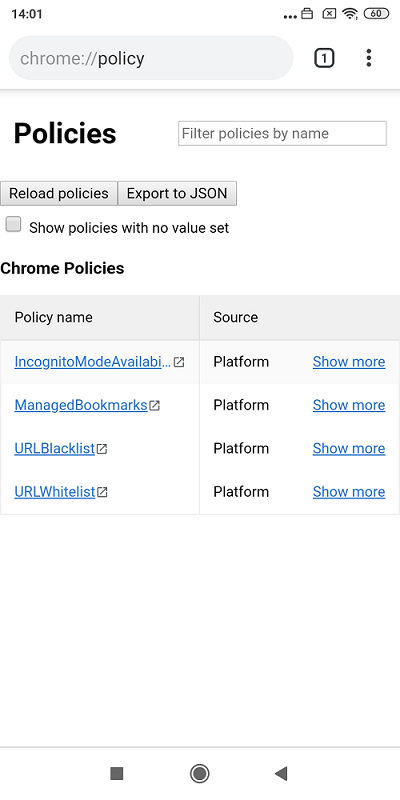 14:01 ... 60
chrome://policy 1
Policies Filter policies by name
Reload policies Export to JSON
Show policies with no value set
Chrome Policies
Policy name Source
IncognitoModeAvailabi... Platform Show more
ManagedBookmarks Platform Show more
URLBlacklist Platform Show more
URLWhitelist Platform Show more